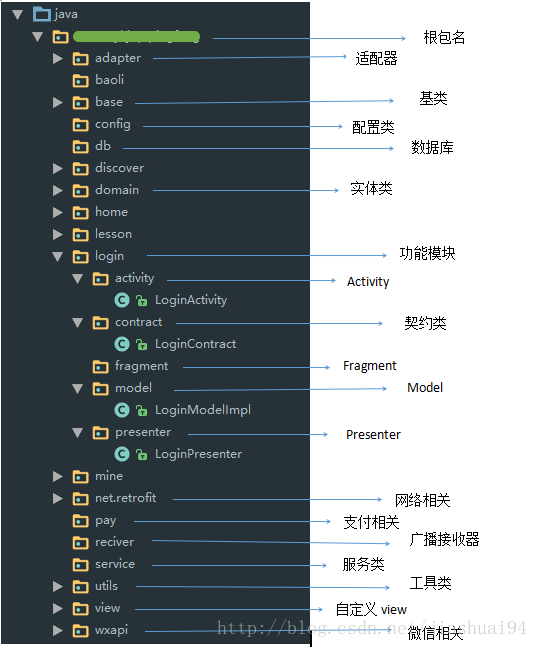 java
根包名
adapter 适配器
baoli
base 基类
config 配置类
db 数据库
discover
domain 实体类
home
lesson
login 功能模块
activity Activity
C LoginActivity
contract 契约类
C LoginContract
fragment Fragment
model Model
C LoginModelImpl
presenter Presenter
C LoginPresenter
mine
net.retrofit 网络相关
pay 支付相关
reciver 广播接收器
service 服务类
utils 工具类
view 自定义 view
http://blog.csdn.net/jinshuai94
wxapi 微信相关